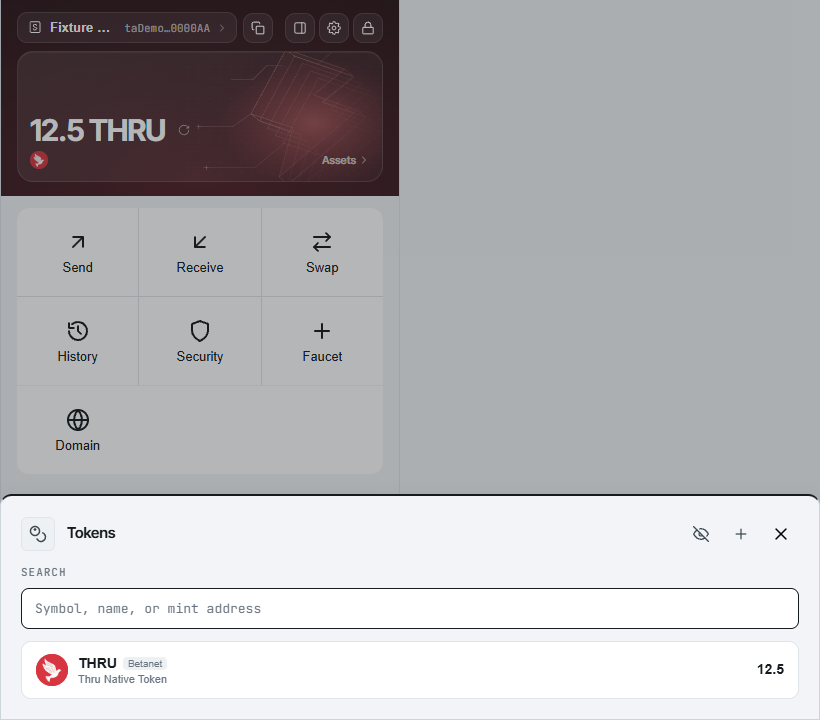 Fixture ... taDemo…0000AA
12.5 THRU
Assets
Send
Receive
Swap
History
Security
Faucet
Domain
Tokens
SEARCH
Symbol, name, or mint address
THRU Betanet
Thru Native Token
12.5